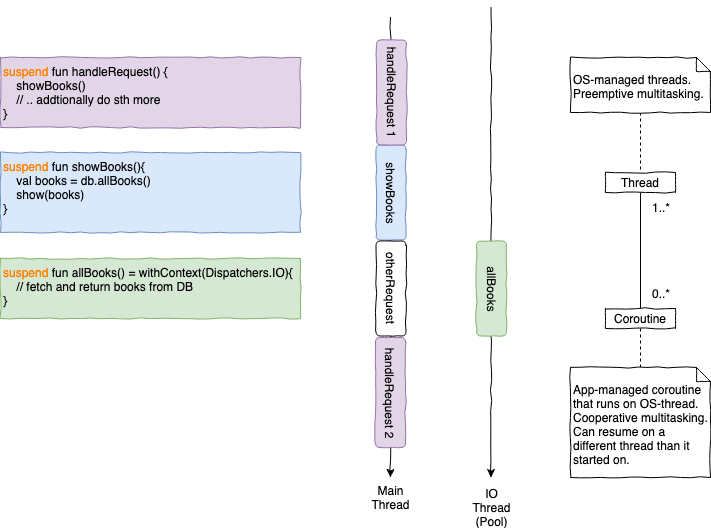 suspend fun handleRequest() {
showBooks()
// .. addtionally do sth more
}
suspend fun showBooks(){
val books = db.allBooks()
show(books)
}
suspend fun allBooks() = withContext(Dispatchers.IO){
// fetch and return books from DB
}
handleRequest 1
showBooks
otherRequest
handleRequest 2
Main
Thread
allBooks
IO
Thread
(Pool)
OS-managed threads.
Preemptive multitasking.
Thread
1..*
0..*
Coroutine
App-managed coroutine
that runs on OS-thread.
Cooperative multitasking.
Can resume on a
different thread than it
started on.